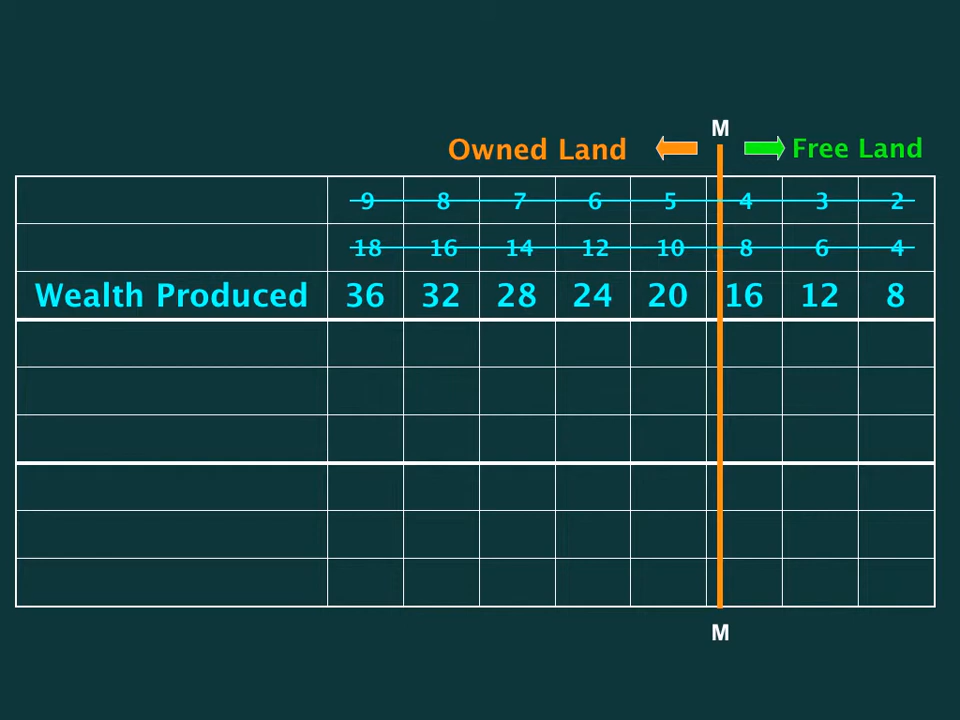 M
Owned Land Free Land
9 8 7 6 5 4 3 2
18 16 14 12 10 8 6 4
Wealth Produced 36 32 28 24 20 16 12 8
M